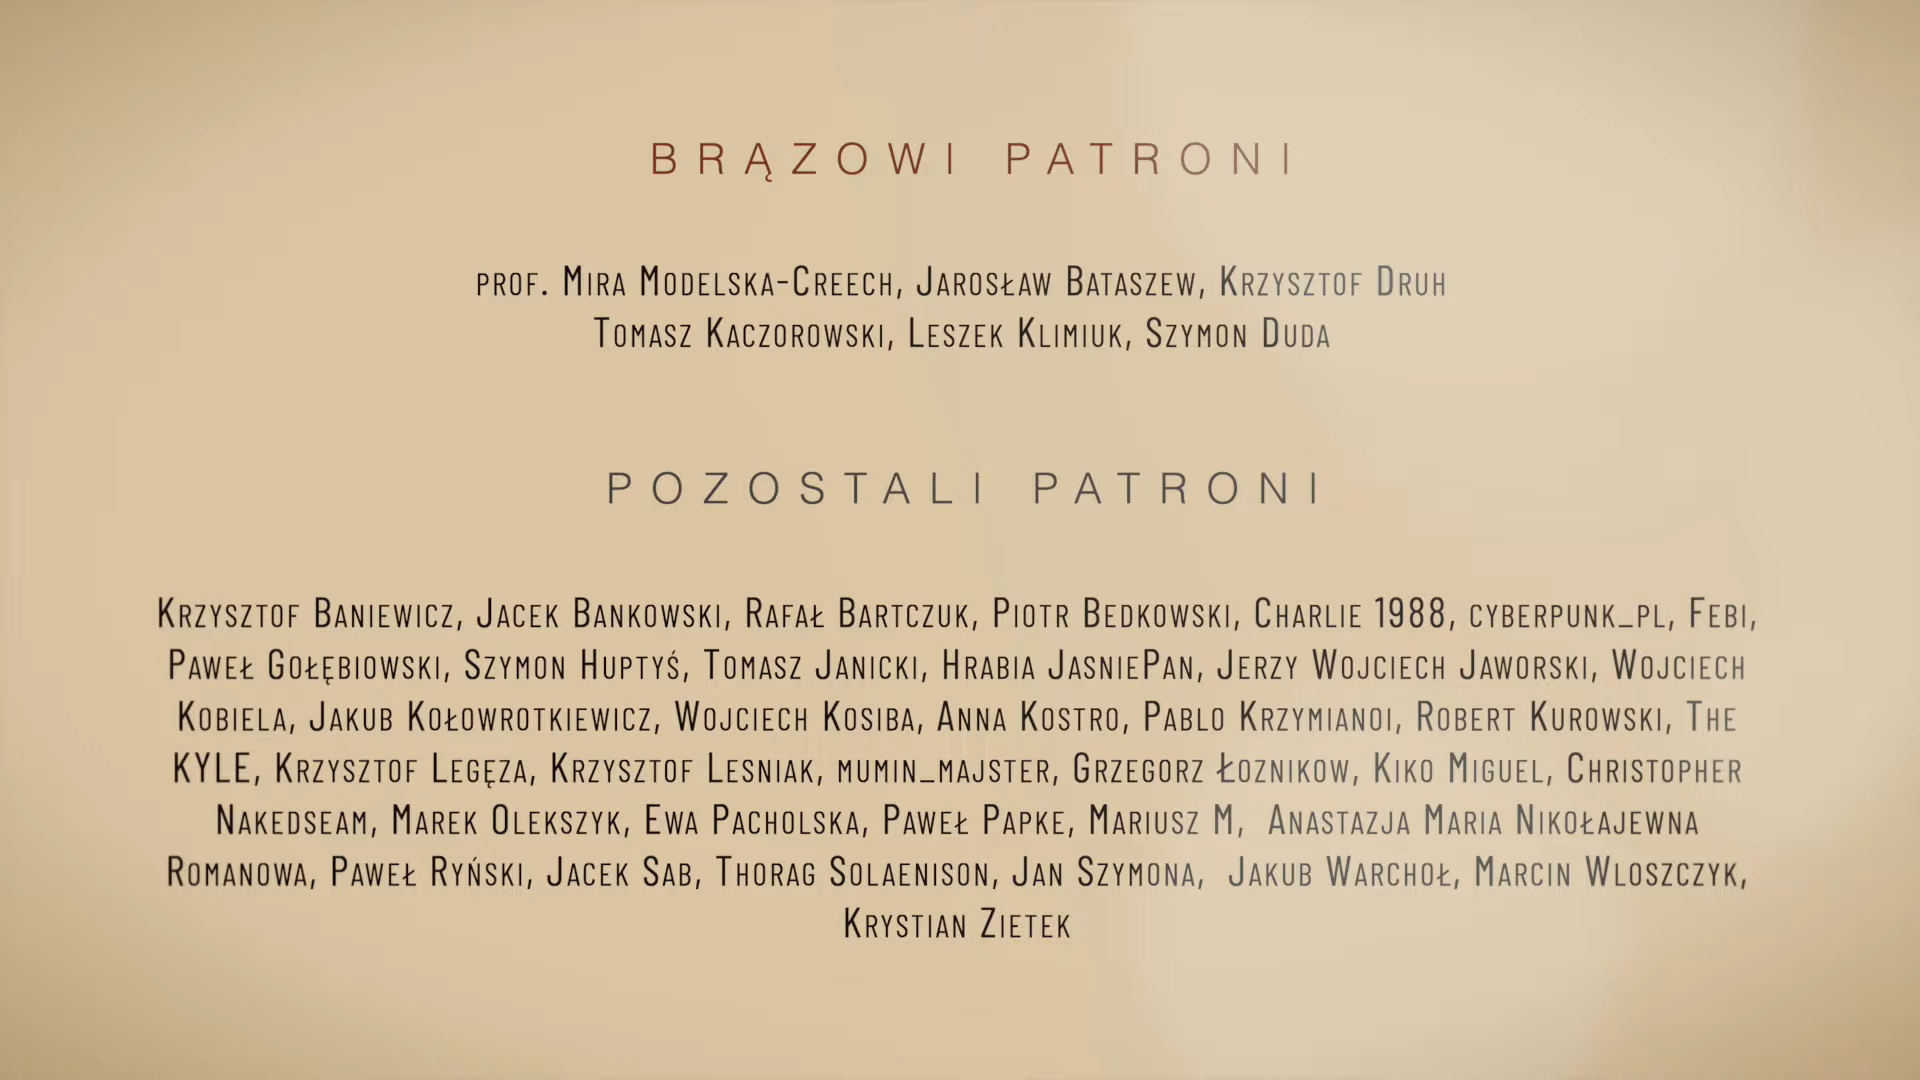 BRĄZOWI PATRONI
prof. Mira Modelska-Creech, Jarosław Bataszew, Krzysztof Druh
Tomasz Kaczorowski, Leszek Klimiuk, Szymon Duda
POZOSTALI PATRONI
Krzysztof Baniewicz, Jacek Bankowski, Rafał Bartczuk, Piotr Bedkowski, Charlie 1988, cyberpunk_pl, Febi,
Paweł Gołębiowski, Szymon Huptyś, Tomasz Janicki, Hrabia JasniePan, Jerzy Wojciech Jaworski, Wojciech
Kobiela, Jakub Kołowrotkiewicz, Wojciech Kosiba, Anna Kostro, Pablo Krzymianoi, Robert Kurowski, The
KYLE, Krzysztof Legęza, Krzysztof Lesniak, mumin_majster, Grzegorz Łoznikow, Kiko Miguel, Christopher
Nakedseam, Marek Olekszyk, Ewa Pacholska, Paweł Papke, Mariusz M, Anastazja Maria Nikołajewna
Romanowa, Paweł Ryński, Jacek Sab, Thorag Solaenison, Jan Szymona, Jakub Warchoł, Marcin Wloszczyk,
Krystian Zietek